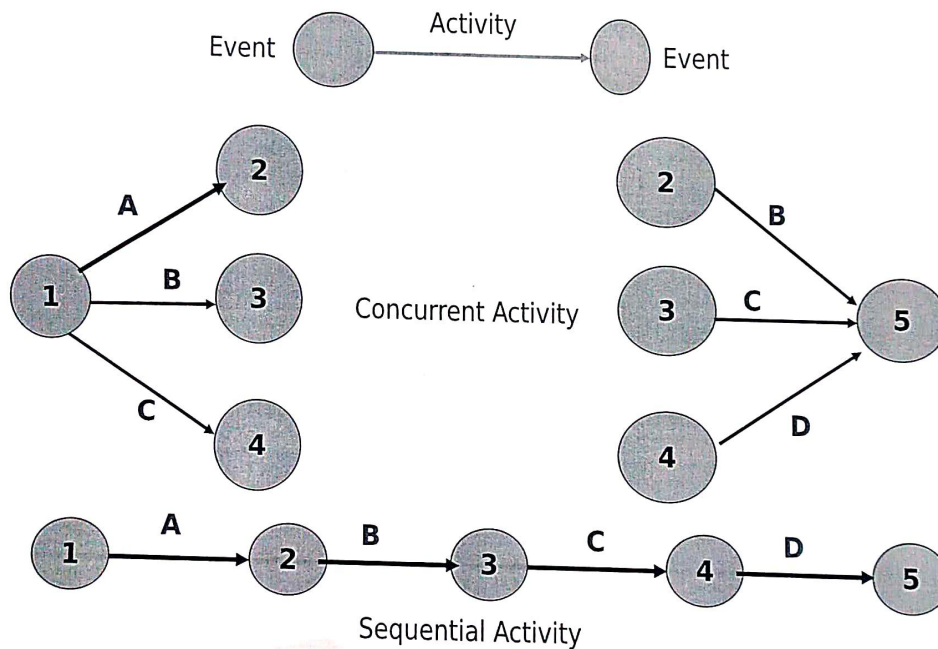 Activity
Event
Event
2
2
A
B
1
B
3
Concurrent Activity
3
C
5
C
D
4
4
A
B
C
D
1
2
3
4
5
Sequential Activity